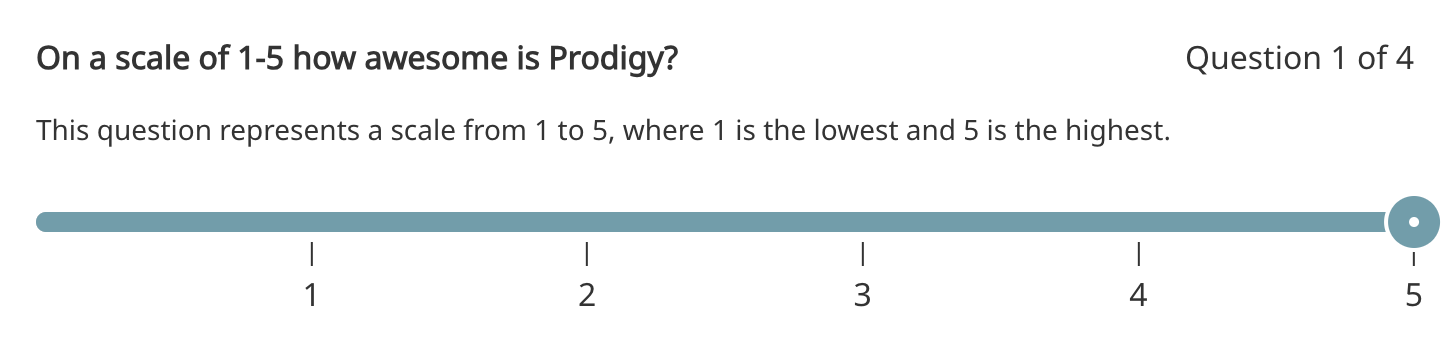 On a scale of 1-5 how awesome is Prodigy? Question 1 of 4
This question represents a scale from 1 to 5, where 1 is the lowest and 5 is the highest.
1 2 3 4 5